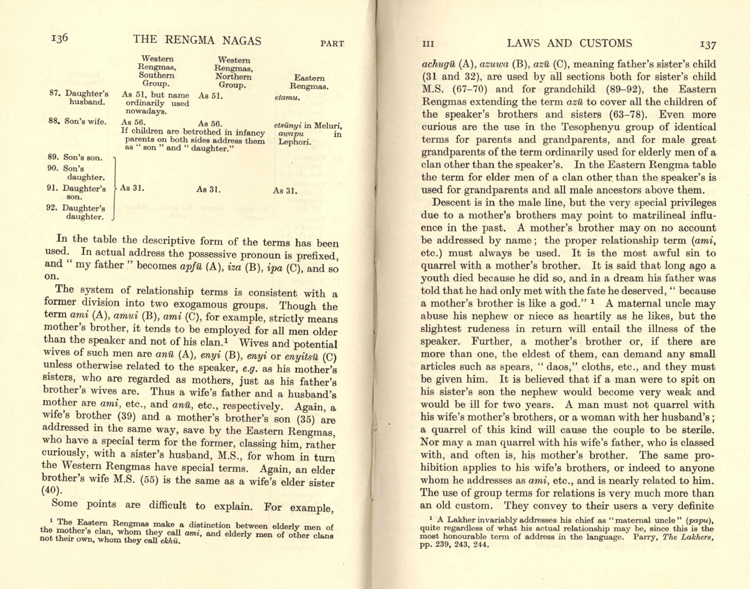 136 THE RENGMA NAGAS PART
Western Rengmas, Southern Group. Western Rengmas, Northern Group. Eastern Rengmas.
87. Daughter's husband. As 51, but name ordinarily used nowadays. As 51. etamu.
88. Son's wife. As 56. As 56. etsünyi in Meluri, awapu in Lephori.
If children are betrothed in infancy
parents on both sides address them
as "son" and "daughter."
89. Son's son.
90. Son's daughter.
91. Daughter's son. As 31. As 31. As 31.
92. Daughter's daughter.
In the table the descriptive form of the terms has been
used. In actual address the possessive pronoun is prefixed,
and "my father" becomes apfü (A), iza (B), ipa (C), and so
on.
The system of relationship terms is consistent with a
former division into two exogamous groups. Though the
term ami (A), amui (B), ami (C), for example, strictly means
mother's brother, it tends to be employed for all men older
than the speaker and not of his clan.¹ Wives and potential
wives of such men are anü (A), enyi (B), enyi or enyitsü (C)
unless otherwise related to the speaker, e.g. as his mother's
sisters, who are regarded as mothers, just as his father's
brother's wives are. Thus a wife's father and a husband's
mother are ami, etc., and anü, etc., respectively. Again, a
wife's brother (39) and a mother's brother's son (35) are
addressed in the same way, save by the Eastern Rengmas,
who have a special term for the former, classing him, rather
curiously, with a sister's husband, M.S., for whom in turn
the Western Rengmas have special terms. Again, an elder
brother's wife M.S. (55) is the same as a wife's elder sister
(40).
Some points are difficult to explain. For example,
¹ The Eastern Rengmas make a distinction between elderly men of
the mother's clan, whom they call ami, and elderly men of other clans
not their own, whom they call ekhü.
III LAWS AND CUSTOMS 137
achugü (A), azuwa (B), azü (C), meaning father's sister's child
(31 and 32), are used by all sections both for sister's child
M.S. (67–70) and for grandchild (89–92), the Eastern
Rengmas extending the term azü to cover all the children of
the speaker's brothers and sisters (63–78). Even more
curious are the use in the Tesophenyu group of identical
terms for parents and grandparents, and for male great
grandparents of the term ordinarily used for elderly men of a
clan other than the speaker's. In the Eastern Rengma table
the term for elder men of a clan other than the speaker's is
used for grandparents and all male ancestors above them.
Descent is in the male line, but the very special privileges
due to a mother's brothers may point to matrilineal influ-
ence in the past. A mother's brother may on no account
be addressed by name; the proper relationship term (ami,
etc.) must always be used. It is the most awful sin to
quarrel with a mother's brother. It is said that long ago a
youth died because he did so, and in a dream his father was
told that he had only met with the fate he deserved, "because
a mother's brother is like a god." ¹ A maternal uncle may
abuse his nephew or niece as heartily as he likes, but the
slightest rudeness in return will entail the illness of the
speaker. Further, a mother's brother or, if there are
more than one, the eldest of them, can demand any small
articles such as spears, "daos," cloths, etc., and they must
be given him. It is believed that if a man were to spit on
his sister's son the nephew would become very weak and
would be ill for two years. A man must not quarrel with
his wife's mother's brothers, or a woman with her husband's;
a quarrel of this kind will cause the couple to be sterile.
Nor may a man quarrel with his wife's father, who is classed
with, and often is, his mother's brother. The same pro-
hibition applies to his wife's brothers, or indeed to anyone
whom he addresses as ami, etc., and is nearly related to him.
The use of group terms for relations is very much more than
an old custom. They convey to their users a very definite
¹ A Lakher invariably addresses his chief as "maternal uncle" (papu),
quite regardless of what his actual relationship may be, since this is the
most honourable term of address in the language. Parry, The Lakhers,
pp. 239, 243, 244.